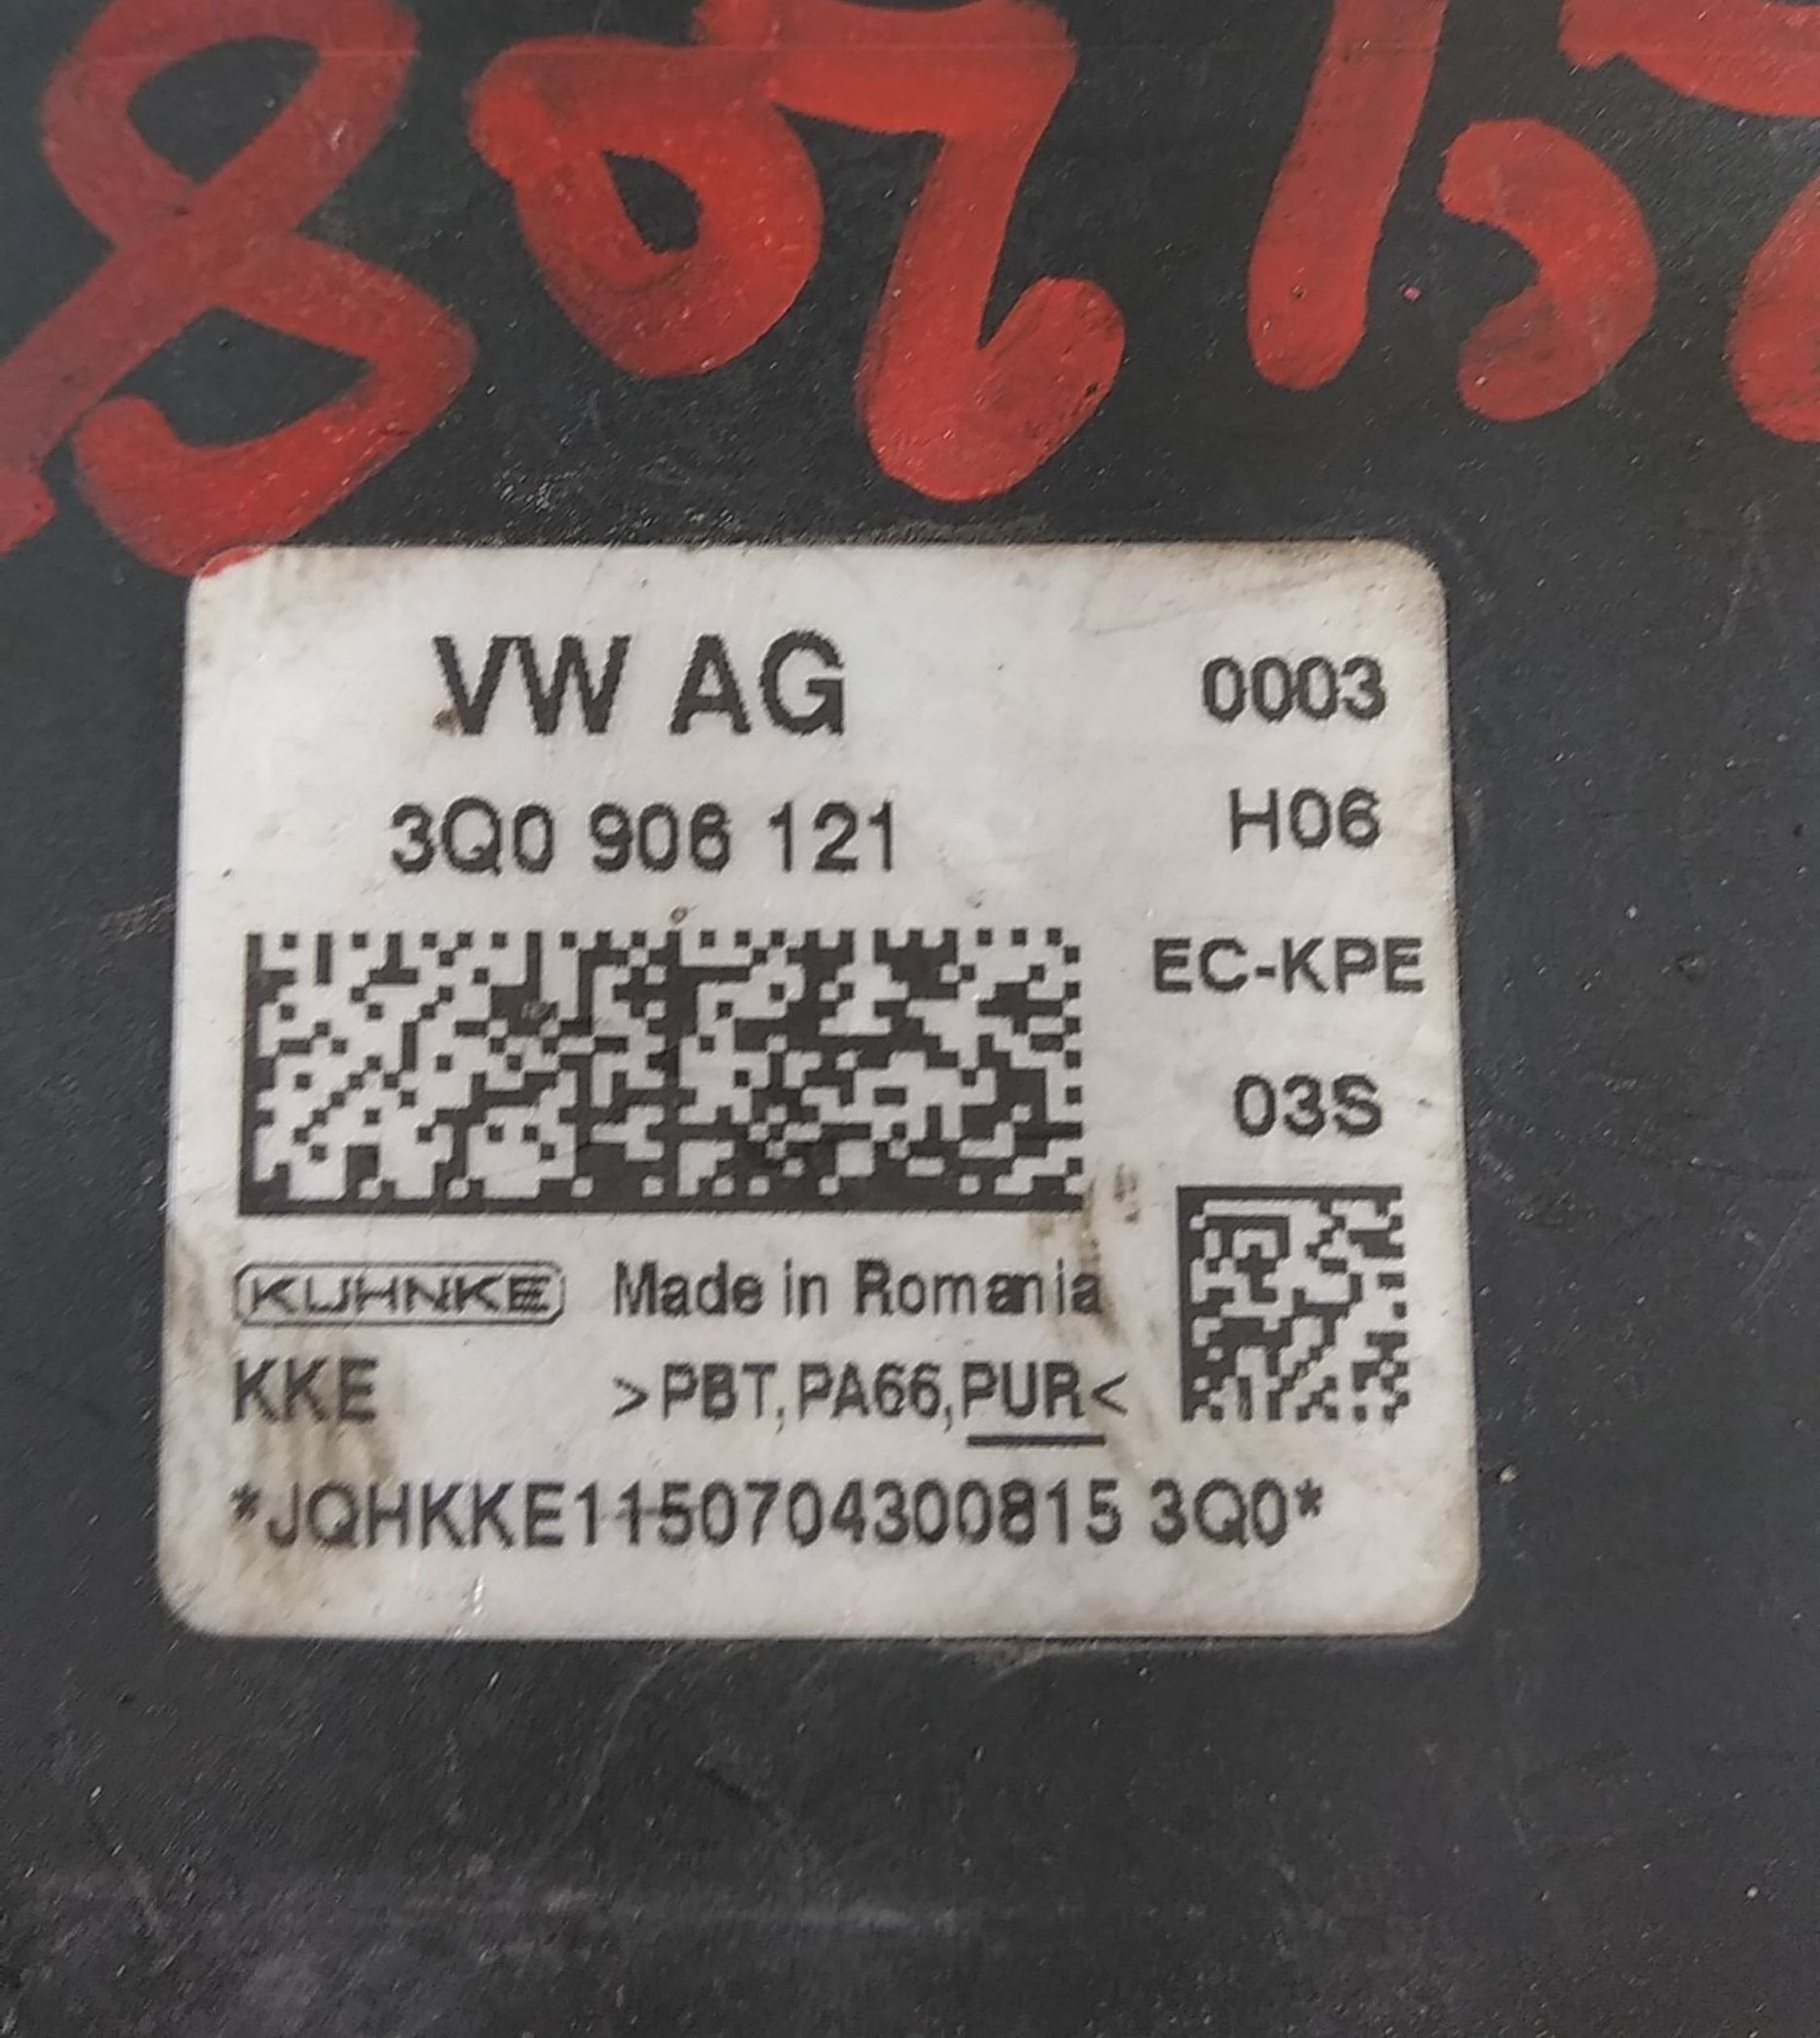 VW AG 0003
3Q0 906 121 H06
EC-KPE
03S
KUHNKE Made in Romania
KKE >PBT,PA66,PUR<
*JQHKKE1150704300815 3Q0*